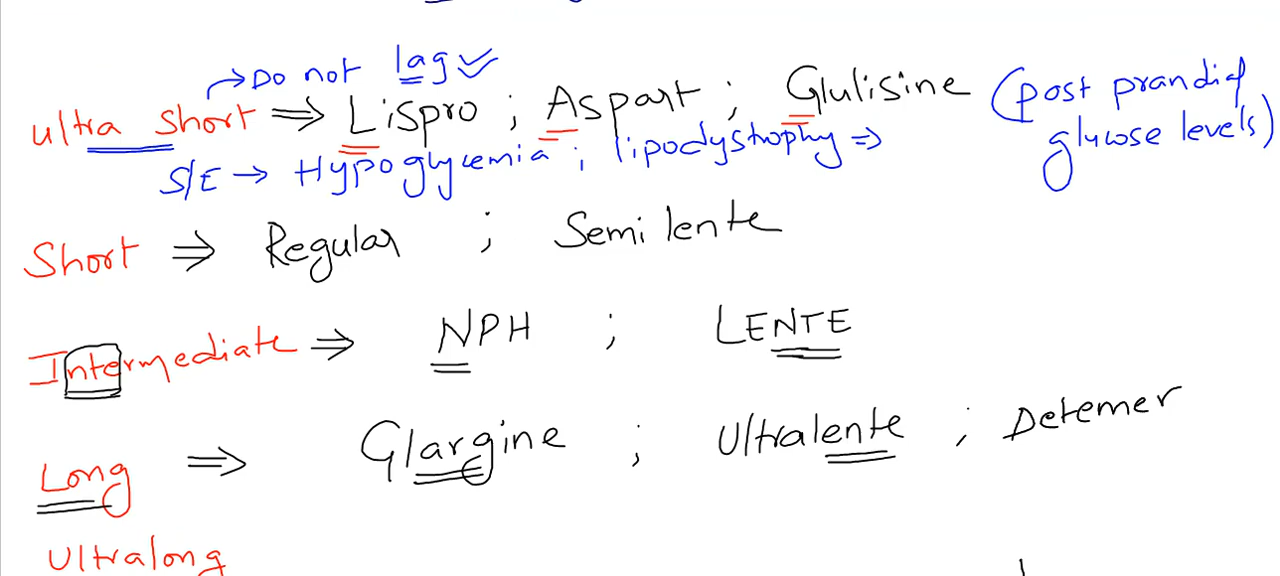 → Do not lag ✓
Ultra short ⇒ Lispro ; Aspart ; Glulisine (post prandial
glucose levels)
S/E → Hypoglycemia ; lipodystrophy ⇒
Short ⇒ Regular ; Semi lente
Intermediate ⇒ NPH ; LENTE
Long ⇒ Glargine ; Ultralente ; Detemer
Ultralong